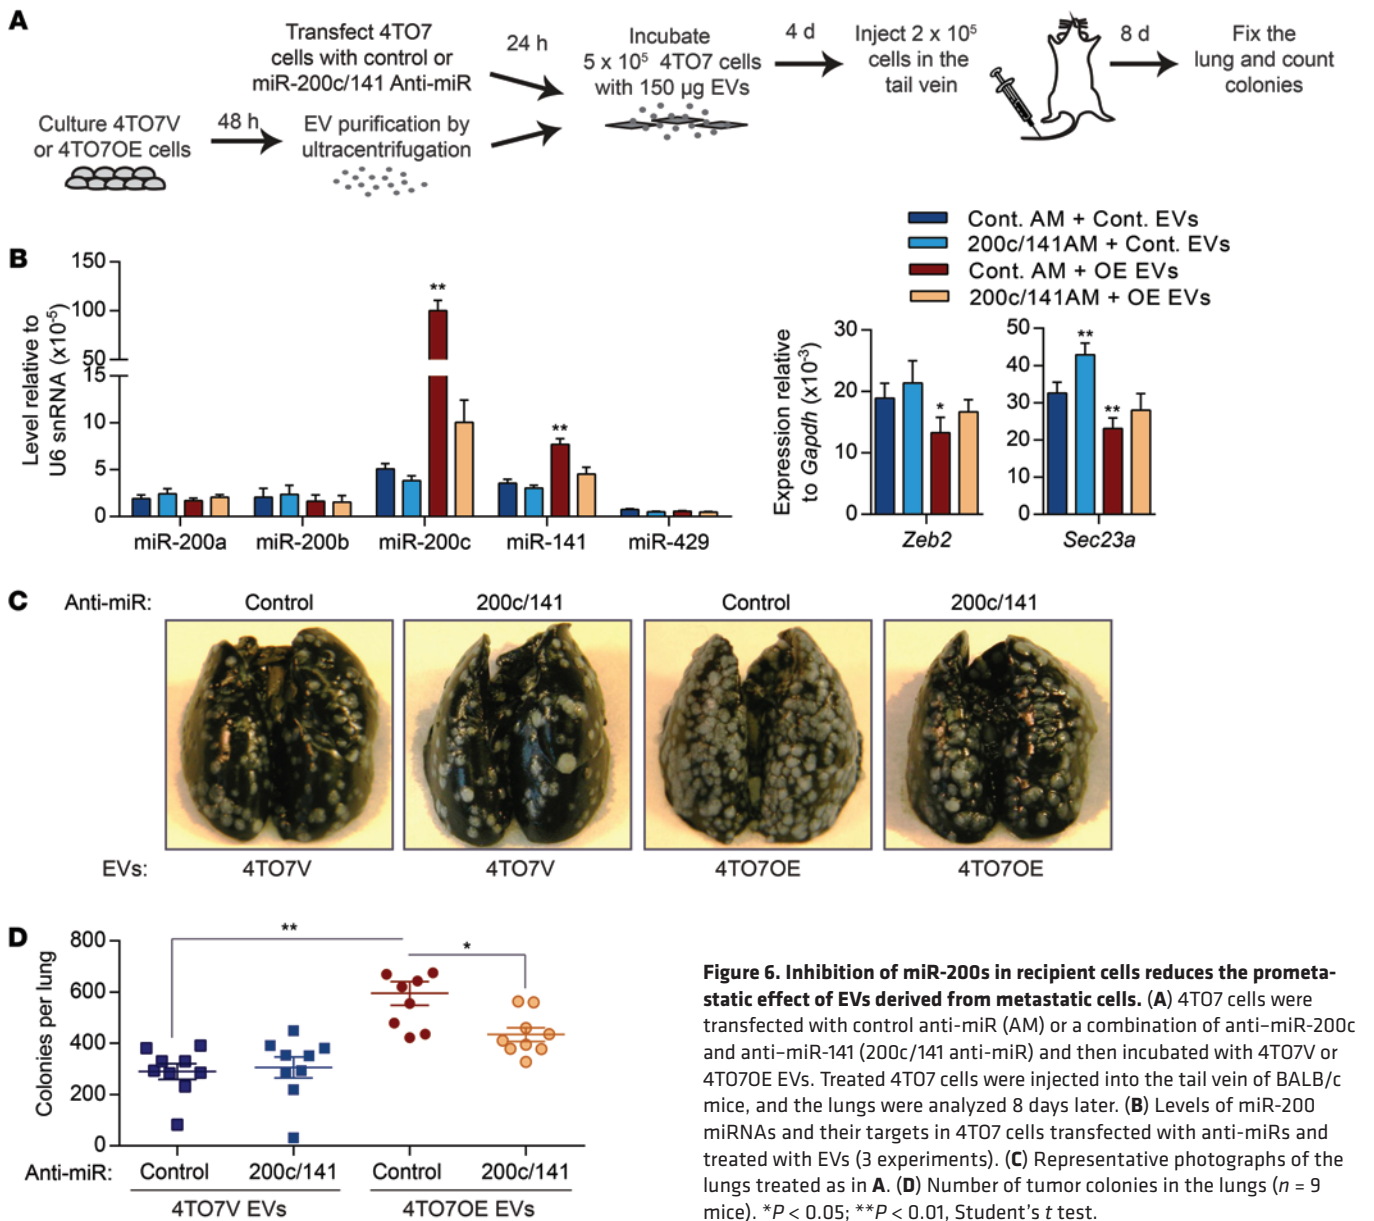 A
Transfect 4TO7
cells with control or
miR-200c/141 Anti-miR
24 h
Culture 4TO7V
or 4TO7OE cells
48 h
EV purification by
ultracentrifugation
Incubate
5 x 10⁵ 4TO7 cells
with 150 µg EVs
4 d
Inject 2 x 10⁵
cells in the
tail vein
8 d
Fix the
lung and count
colonies
B
Level relative to
U6 snRNA (x10⁻⁵)
150
100
50
15
10
5
0
**
**
miR-200a
miR-200b
miR-200c
miR-141
miR-429
Cont. AM + Cont. EVs
200c/141AM + Cont. EVs
Cont. AM + OE EVs
200c/141AM + OE EVs
Expression relative
to Gapdh (x10⁻³)
30
20
10
0
*
Zeb2
50
40
30
20
10
0
**
**
Sec23a
C
Anti-miR:
Control
200c/141
Control
200c/141
EVs:
4TO7V
4TO7V
4TO7OE
4TO7OE
D
Colonies per lung
800
600
400
200
0
**
*
Anti-miR:
Control
200c/141
Control
200c/141
4TO7V EVs
4TO7OE EVs
Figure 6. Inhibition of miR-200s in recipient cells reduces the prometa-
static effect of EVs derived from metastatic cells. (A) 4TO7 cells were
transfected with control anti-miR (AM) or a combination of anti–miR-200c
and anti–miR-141 (200c/141 anti-miR) and then incubated with 4TO7V or
4TO7OE EVs. Treated 4TO7 cells were injected into the tail vein of BALB/c
mice, and the lungs were analyzed 8 days later. (B) Levels of miR-200
miRNAs and their targets in 4TO7 cells transfected with anti-miRs and
treated with EVs (3 experiments). (C) Representative photographs of the
lungs treated as in A. (D) Number of tumor colonies in the lungs (n = 9
mice). *P < 0.05; **P < 0.01, Student's t test.